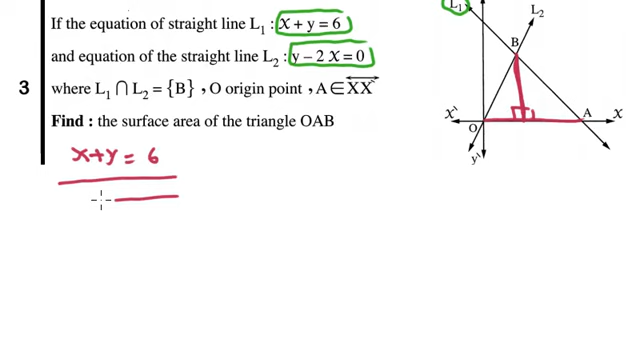 If the equation of straight line L₁ : x + y = 6
and equation of the straight line L₂ : y – 2 x = 0
3
where L₁ ⋂ L₂ = {B} , O origin point , A ∈ XX̀
Find : the surface area of the triangle OAB
x+y = 6
L₁
L₂
B
x̀
O
A
x
ỳ